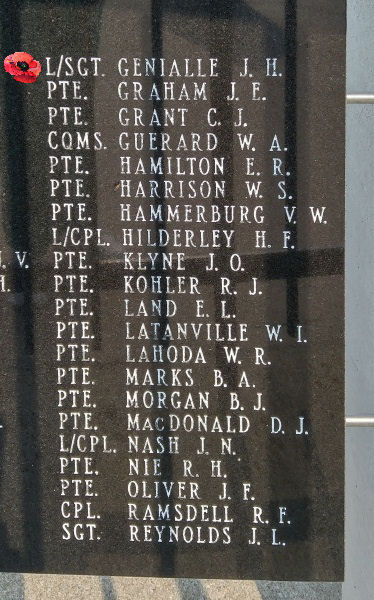 L/SGT. GENIALLE J. H.
PTE. GRAHAM J. E.
PTE. GRANT C. J.
CQMS. GUERARD W. A.
PTE. HAMILTON E. R.
PTE. HARRISON W. S.
PTE. HAMMERBURG V. W.
L/CPL. HILDERLEY H. F.
V. PTE. KLYNE J. O.
H. PTE. KOHLER R. J.
PTE. LAND E. L.
PTE. LATANVILLE W. I.
PTE. LAHODA W. R.
PTE. MARKS B. A.
PTE. MORGAN B. J.
PTE. MACDONALD D. J.
L/CPL. NASH J. N.
PTE. NIE R. H.
PTE. OLIVER J. F.
CPL. RAMSDELL R. F.
SGT. REYNOLDS J. L.